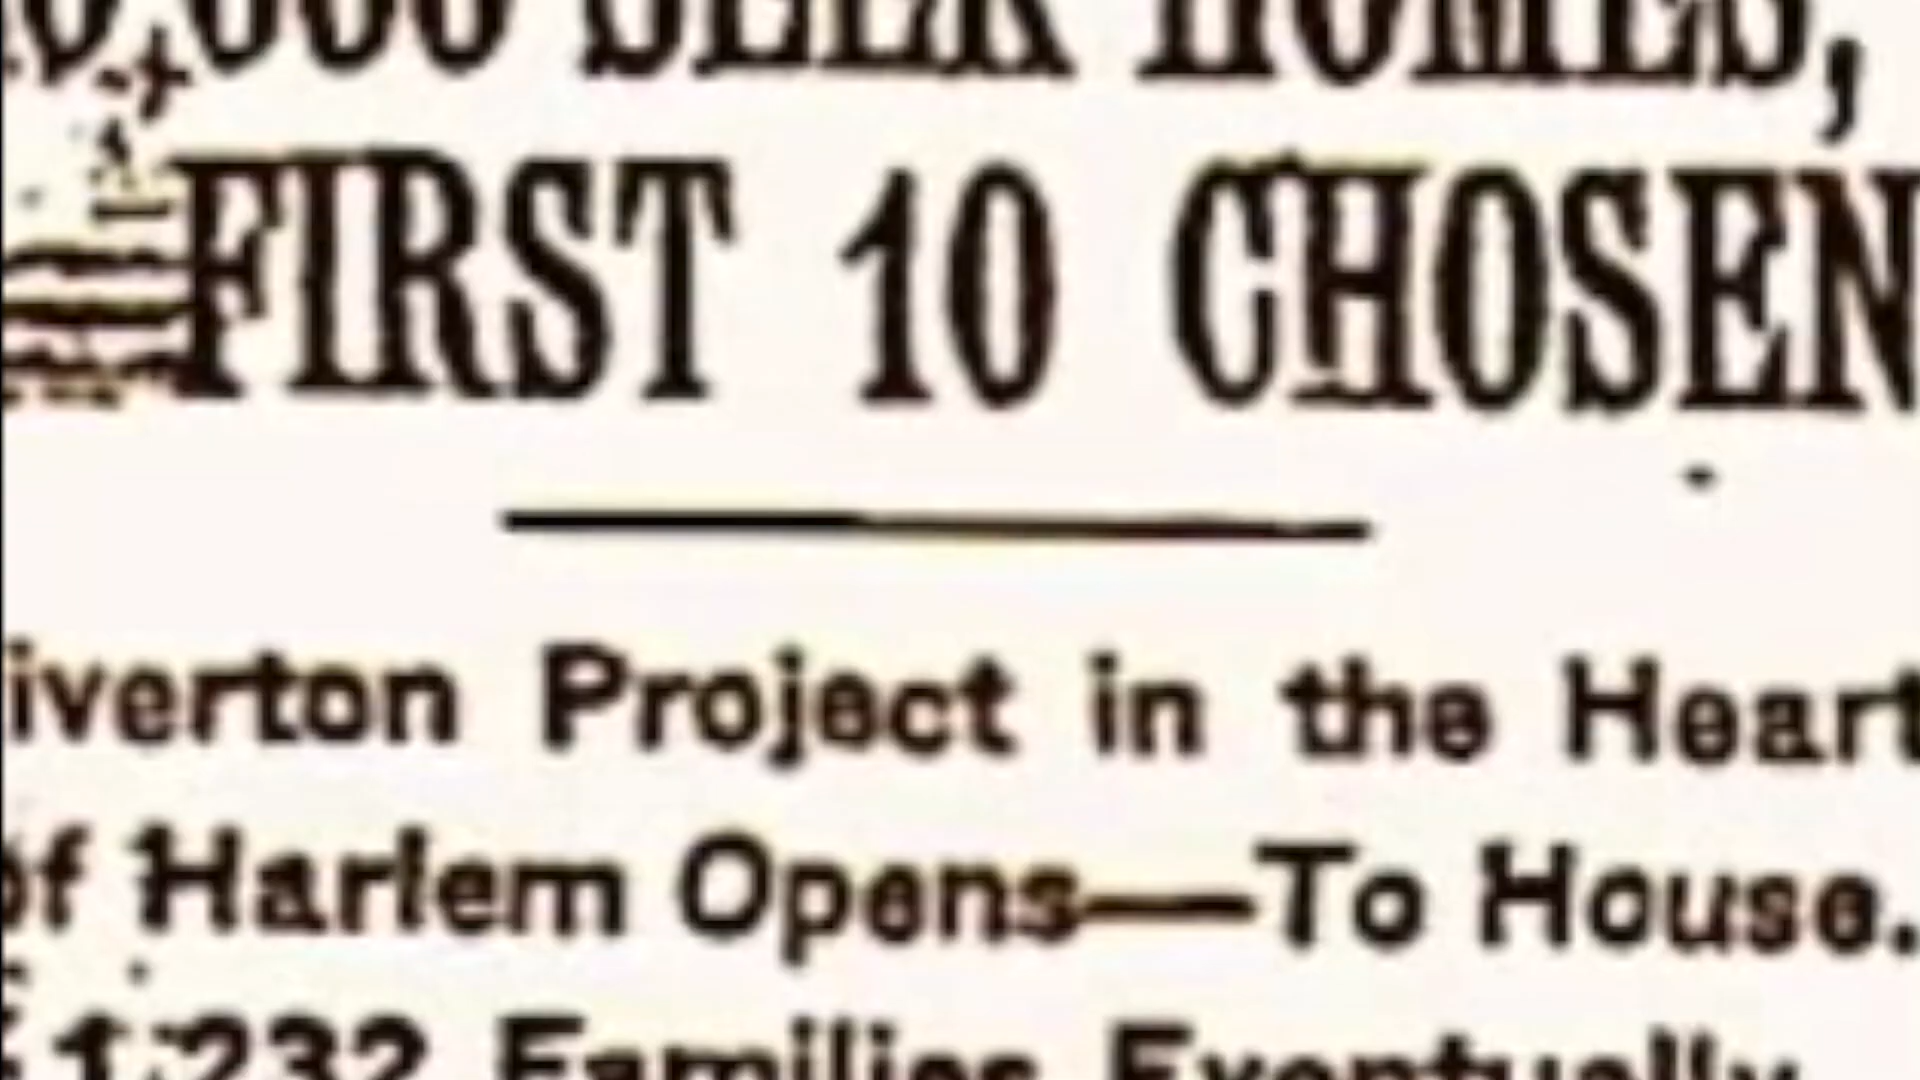 0,000 SEEK HOMES,
FIRST 10 CHOSEN
iverton Project in the Heart
of Harlem Opens—To House.
1,232 Families Eventually